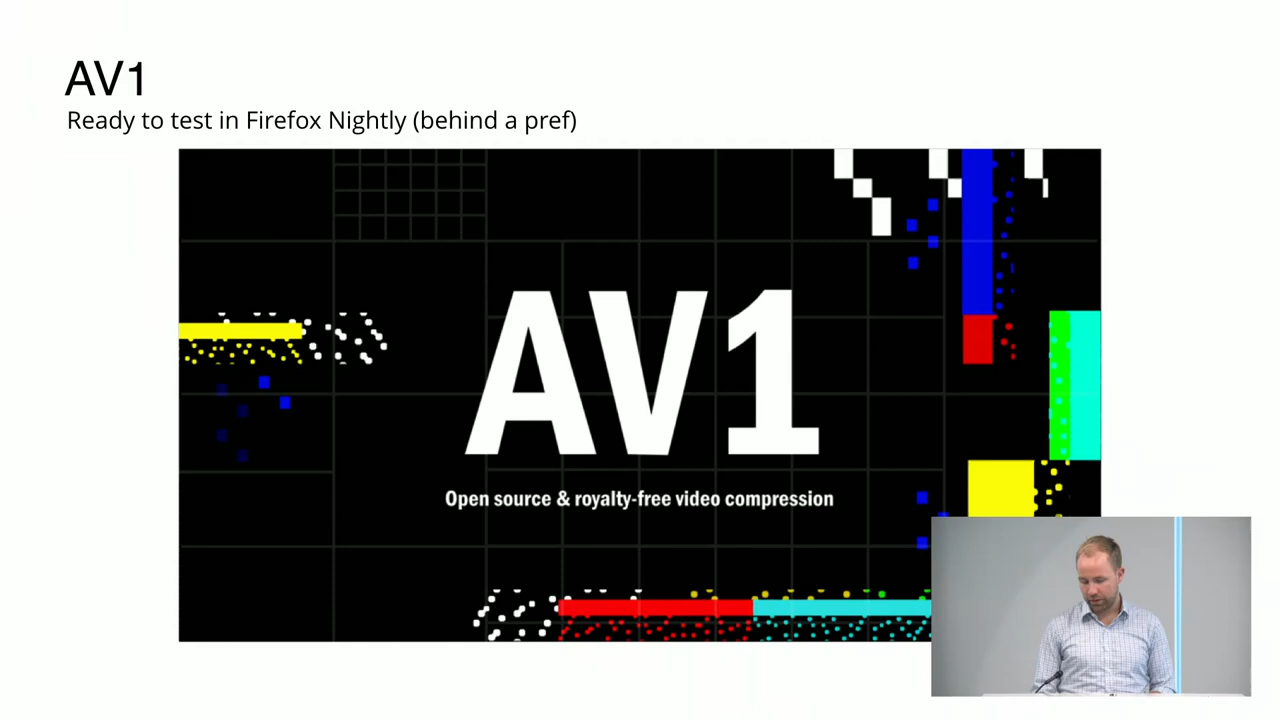 AV1
Ready to test in Firefox Nightly (behind a pref)
AV1
Open source & royalty-free video compression